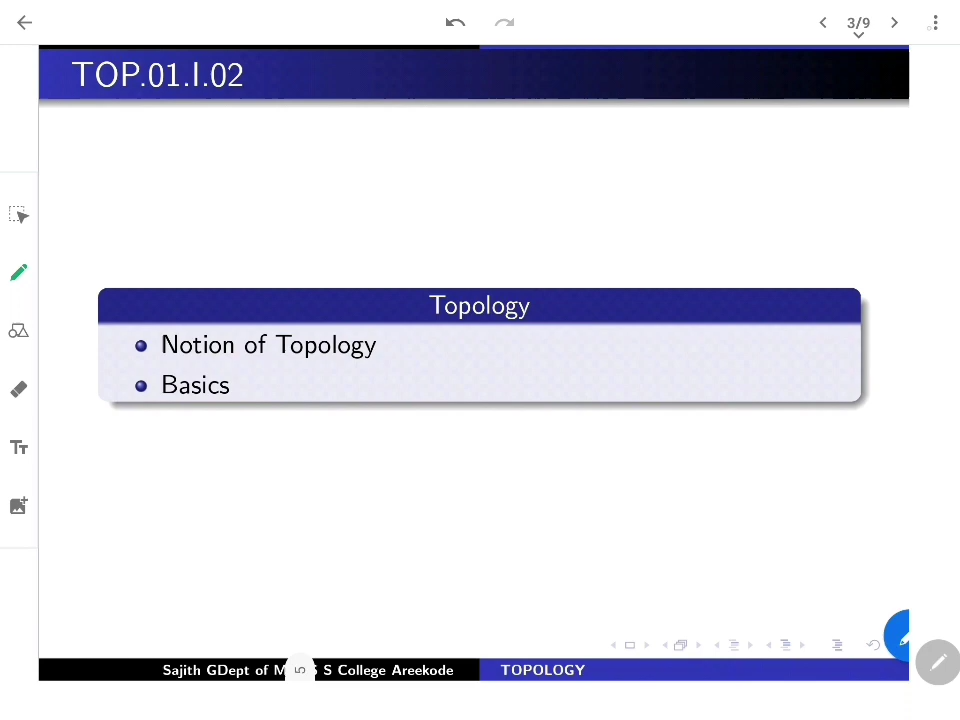 3/9
TOP.01.I.02
Topology
Notion of Topology
Basics
Sajith GDept of S College Areekode
TOPOLOGY